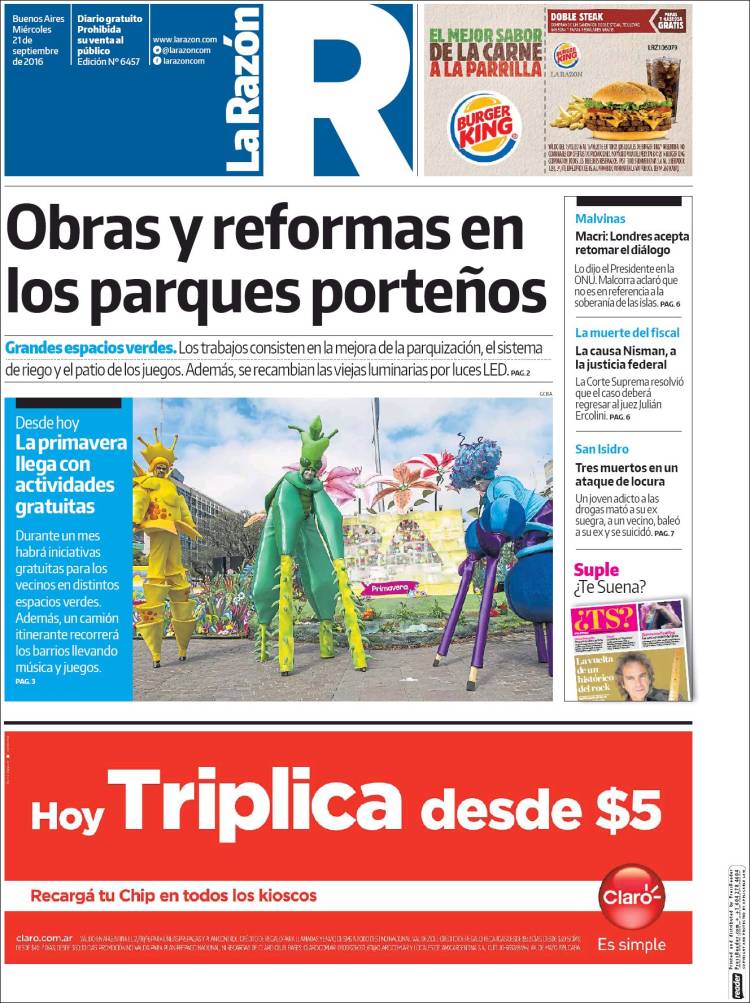 Buenos Aires
Miércoles
21 de
septiembre
de 2016
Diario gratuito
Prohibida
su venta al
público
Edición Nº 6457
www.larazon.com
@larazoncom
larazoncom
La Razón
R
EL MEJOR SABOR
DE LA CARNE
A LA PARRILLA
BURGER
KING
DOBLE STEAK
PAPAS
Y GASEOSA
GRATIS
BURGER
KING
LA RAZON
LRZ106079
Obras y reformas en
los parques porteños
Grandes espacios verdes. Los trabajos consisten en la mejora de la parquización, el sistema
de riego y el patio de los juegos. Además, se recambian las viejas luminarias por luces LED. PAG. 2
GCBA
Desde hoy
La primavera
llega con
actividades
gratuitas
Durante un mes
habrá iniciativas
gratuitas para los
vecinos en distintos
espacios verdes.
Además, un camión
itinerante recorrerá
los barrios llevando
música y juegos.
PAG. 3
BA
Primavera
Malvinas
Macri: Londres acepta
retomar el diálogo
Lo dijo el Presidente en la
ONU. Malcorra aclaró que
no es en referencia a la
soberanía de las islas. PAG. 6
La muerte del fiscal
La causa Nisman, a
la justicia federal
La Corte Suprema resolvió
que el caso deberá
regresar al juez Julián
Ercolini. PAG. 6
San Isidro
Tres muertos en un
ataque de locura
Un joven adicto a las
drogas mató a su ex
suegra, a un vecino, baleó
a su ex y se suicidó. PAG. 7
Suple
¿Te Suena?
¿TS?
La vuelta
de un
histórico
del rock
Hoy Triplica desde $5
Recargá tu Chip en todos los kioscos
Claro
Es simple
claro.com.ar
Printed and distributed by PressReader